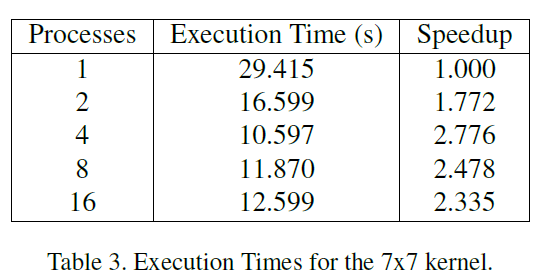 Processes Execution Time (s) Speedup
1 29.415 1.000
2 16.599 1.772
4 10.597 2.776
8 11.870 2.478
16 12.599 2.335
Table 3. Execution Times for the 7x7 kernel.